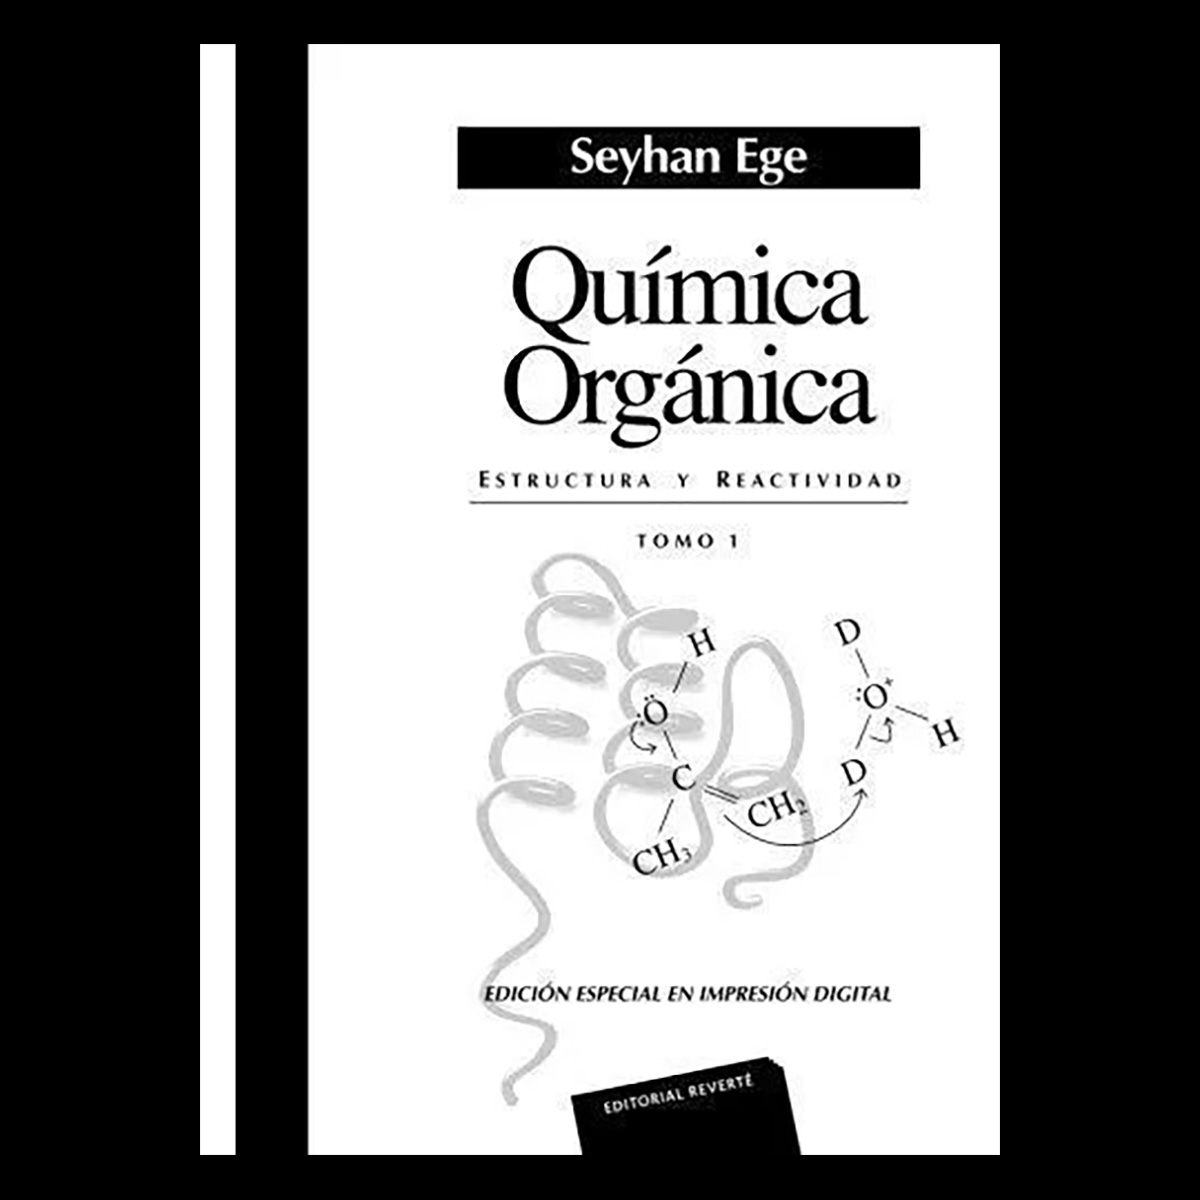 Seyhan Ege
Química
Orgánica
ESTRUCTURA Y REACTIVIDAD
TOMO 1
H
:Ö
C
CH₂
CH₃
D
:O⁺
H
D
EDICIÓN ESPECIAL EN IMPRESIÓN DIGITAL
EDITORIAL REVERTÉ